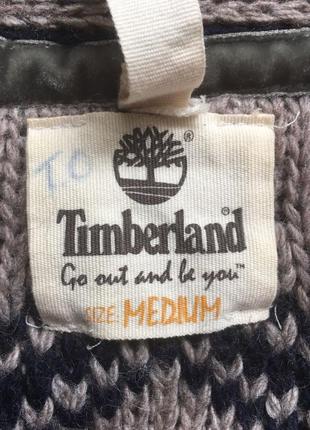 T.O
®
Timberland
Go out and be you™
SIZE: MEDIUM